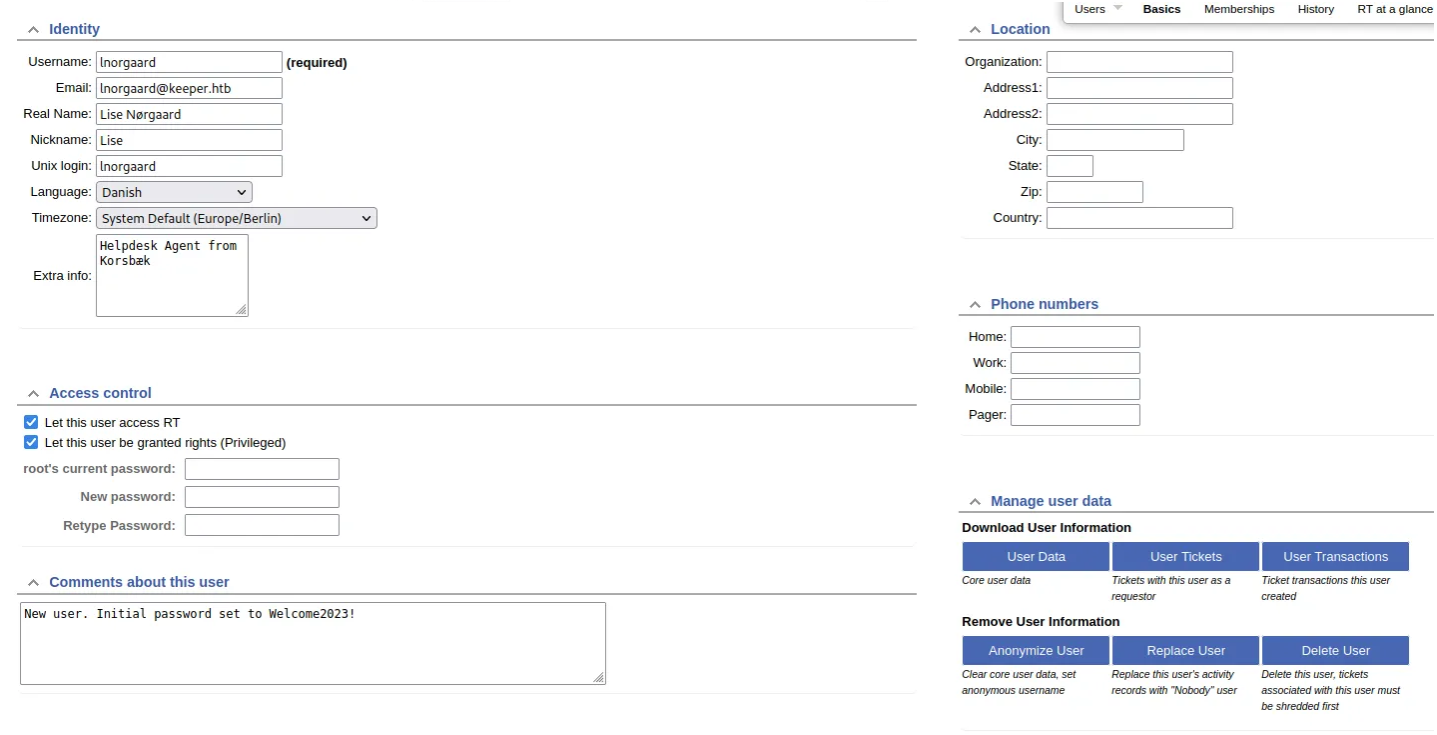 Users Basics Memberships History RT at a glance
Identity
Username: lnorgaard (required)
Email: lnorgaard@keeper.htb
Real Name: Lise Nørgaard
Nickname: Lise
Unix login: lnorgaard
Language: Danish
Timezone: System Default (Europe/Berlin)
Extra info: Helpdesk Agent from
Korsbæk
Access control
Let this user access RT
Let this user be granted rights (Privileged)
root's current password:
New password:
Retype Password:
Comments about this user
New user. Initial password set to Welcome2023!
Location
Organization:
Address1:
Address2:
City:
State:
Zip:
Country:
Phone numbers
Home:
Work:
Mobile:
Pager:
Manage user data
Download User Information
User Data User Tickets User Transactions
Core user data Tickets with this user as a Ticket transactions this user
requestor created
Remove User Information
Anonymize User Replace User Delete User
Clear core user data, set Replace this user's activity Delete this user, tickets
anonymous username records with "Nobody" user associated with this user must
be shredded first